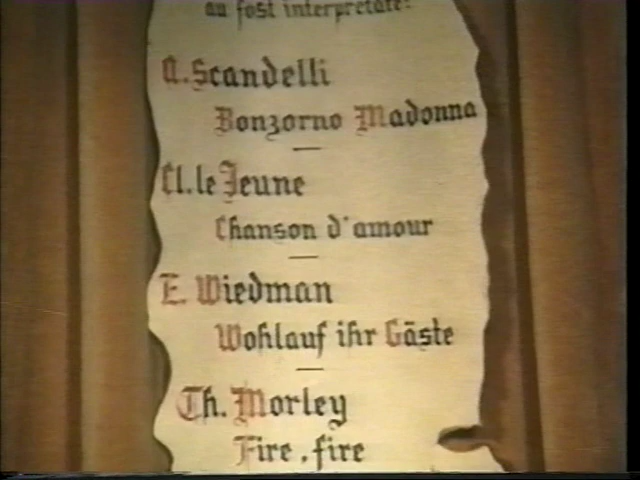 au fost interpretate:
A. Scandelli
Bonzorno Madonna
Cl. le Jeune
Chanson d'amour
E. Wiedman
Wohlauf ihr Gäste
Th. Morley
Fire, fire